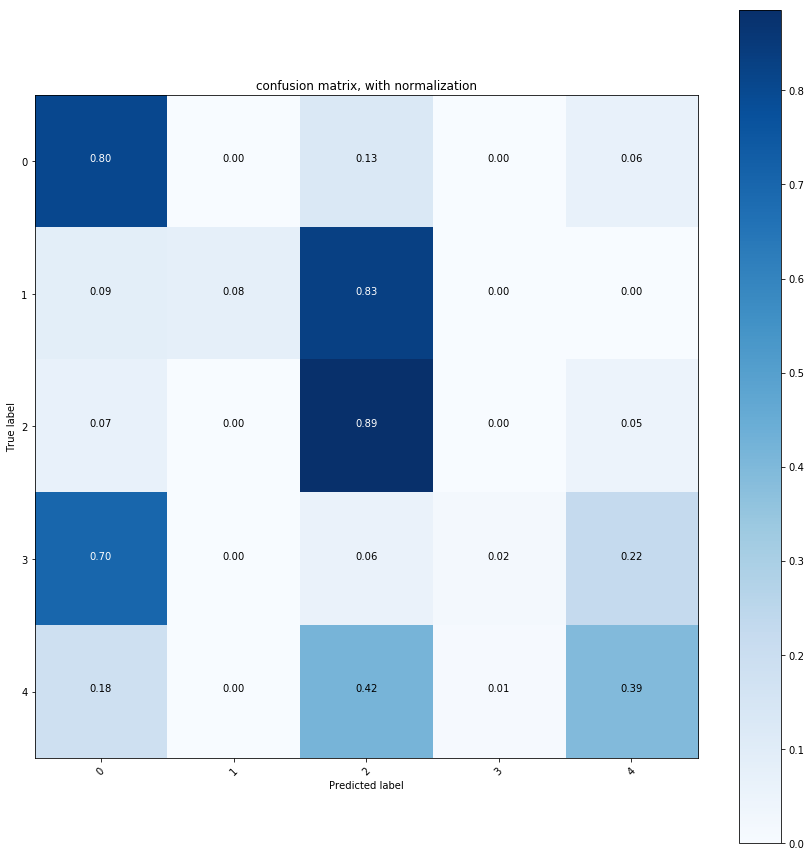 confusion matrix, with normalization
0 0.80 0.00 0.13 0.00 0.06
1 0.09 0.08 0.83 0.00 0.00
2 0.07 0.00 0.89 0.00 0.05
3 0.70 0.00 0.06 0.02 0.22
4 0.18 0.00 0.42 0.01 0.39
True label
0 1 2 3 4
Predicted label
0.8
0.7
0.6
0.5
0.4
0.3
0.2
0.1
0.0